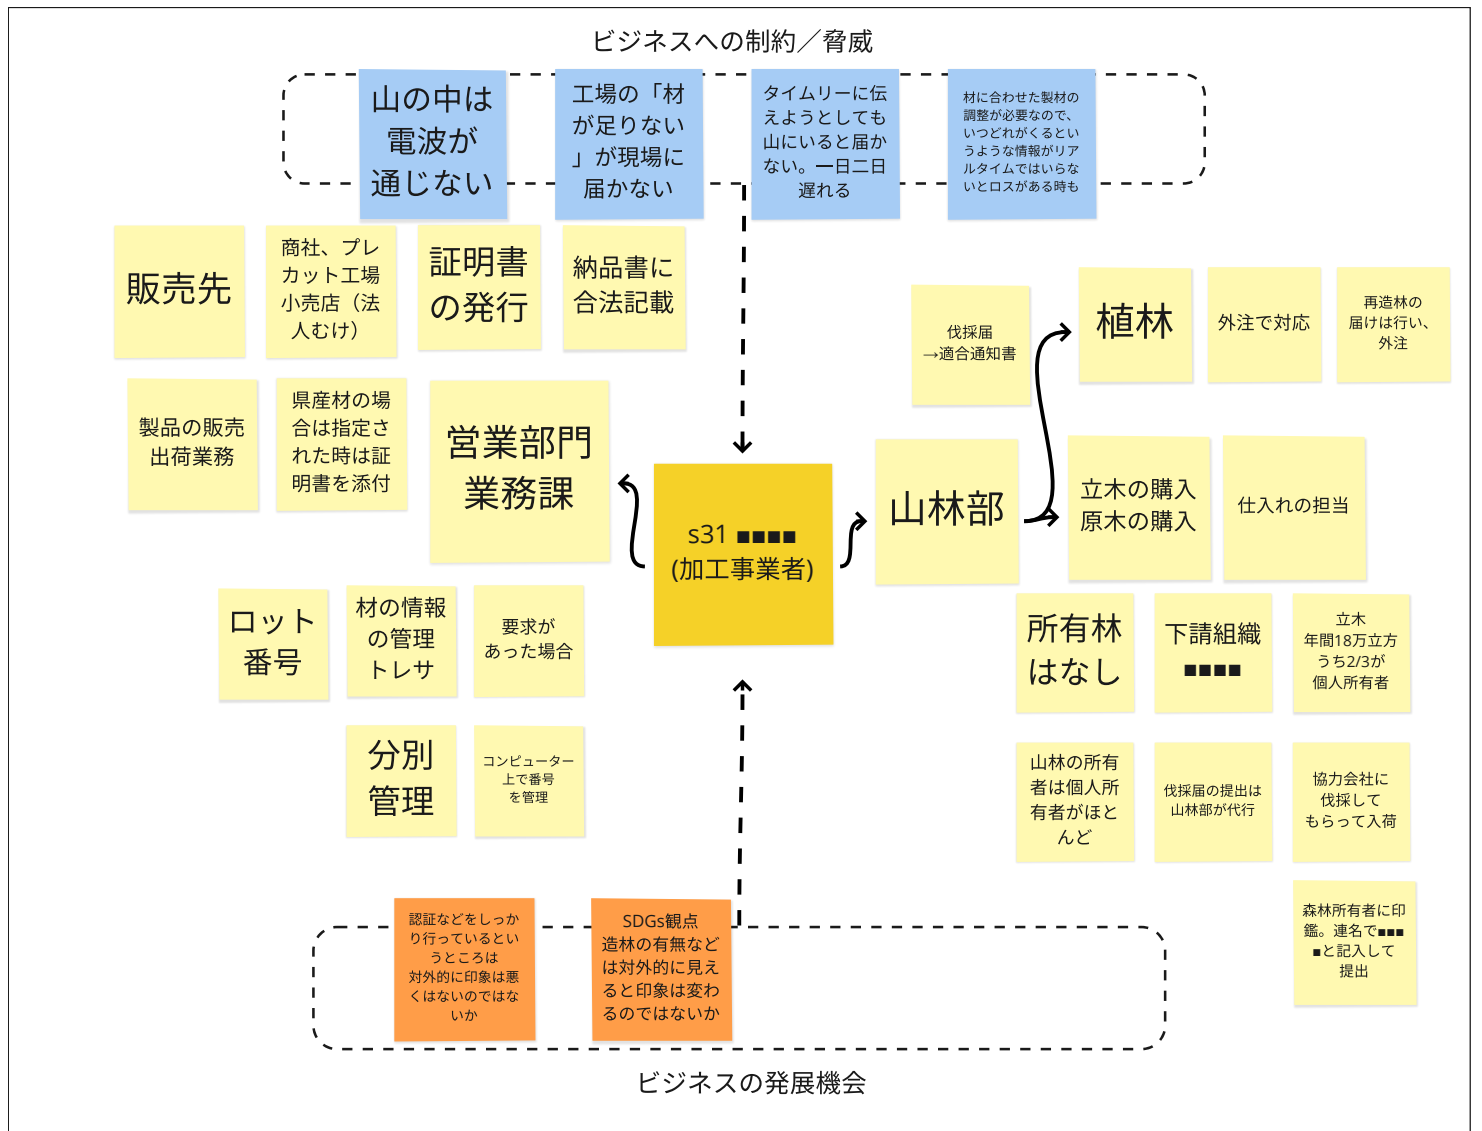 ビジネスへの制約／脅威
山の中は
電波が
通じない
工場の「材
が足りない
」が現場に
届かない
タイムリーに伝
えようとしても
山にいると届か
ない。一日二日
遅れる
材に合わせた製材の
調整が必要なので、
いつどれがくるとい
うような情報がリア
ルタイムではいらな
いとロスがある時も
販売先
商社、プレ
カット工場
小売店（法
人むけ）
証明書
の発行
納品書に
合法記載
製品の販売
出荷業務
県産材の場
合は指定さ
れた時は証
明書を添付
営業部門
業務課
s31 ■■■■
(加工事業者)
山林部
伐採届
→適合通知書
植林
外注で対応
再造林の
届けは行い、
外注
立木の購入
原木の購入
仕入れの担当
ロット
番号
材の情報
の管理
トレサ
要求が
あった場合
分別
管理
コンピューター
上で番号
を管理
所有林
はなし
下請組織
■■■■
立木
年間18万立方
うち2/3が
個人所有者
山林の所有
者は個人所
有者がほと
んど
伐採届の提出は
山林部が代行
協力会社に
伐採して
もらって入荷
森林所有者に印
鑑。連名で■■■
■と記入して
提出
認証などをしっか
り行っているとい
うところは
対外的に印象は悪
くはないのではな
いか
SDGs観点
造林の有無など
は対外的に見え
ると印象は変わ
るのではないか
ビジネスの発展機会